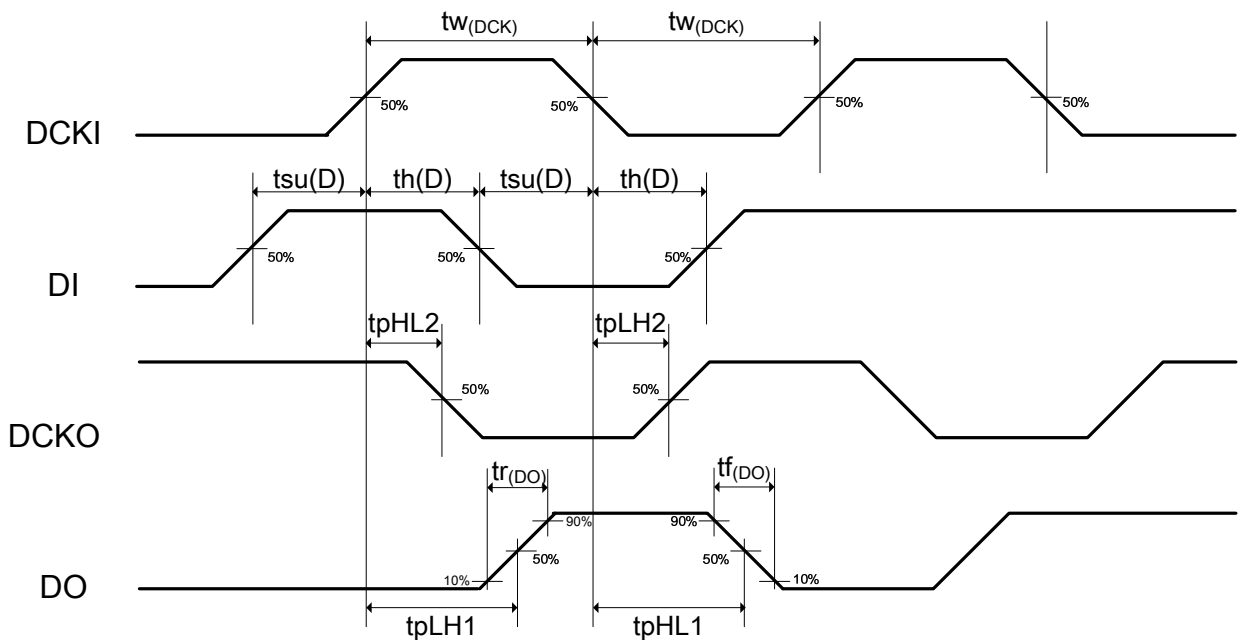 tw(DCK) tw(DCK)
50% 50% 50% 50%
DCKI
tsu(D) th(D) tsu(D) th(D)
50% 50% 50%
DI
tpHL2 tpLH2
50% 50%
DCKO
tr(DO) tf(DO)
90% 90%
50% 50%
10% 10%
DO
tpLH1 tpHL1